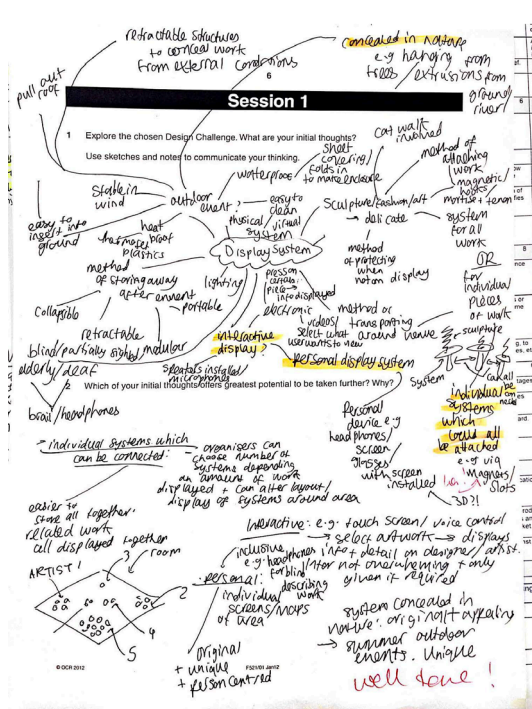 retractable structures
to conceal work
from external conditions
pull out
roof
concealed in nature
e.g hanging from
trees / extrusions from
ground /
river /
6
Session 1
1 Explore the chosen Design Challenge. What are your initial thoughts?
Use sketches and notes to communicate your thinking.
cat walk
involved
sheet
covering /
folds in
to make enclosure
waterproof
method of
attaching
work
magnetic /
hooks /
mortise + tenon
stable in
wind
outdoor
event
easy to
clean
physical / virtual
system
sculpture / fashion / art
delicate
system
for all
work
OR
for
individual
pieces
of work
easy to
insert into
ground
heat
proof
plastics
Display System
method
of protecting
when
not on display
method
of storing away
after event
lighting
portable
collapsible
retractable
modular
press on
certain
piece
info displayed
electronic
videos /
select what
user wants to view
method of
transporting
around venue
sculpture
blind / partially sighted
elderly / deaf
brail / headphones
interactive
display?
personal display system
system
installed /
microphones
2 Which of your initial thoughts offers greatest potential to be taken further? Why?
can all
be
individual
systems
which
could all
be attached
e.g via
magnets /
slots
Personal
device e.g
headphones /
screen
glasses /
with screen
installed
3D?!
individual systems which
can be connected:
organisers can
choose number of
systems depending
on amount of work
displayed + can alter layout /
display of systems around area
easier to
store all together.
related work
all displayed together
room
ARTIST 1
2
3
4
5
Interactive: e.g. touch screen / voice control
select artwork → displays
info + detail on designer / artist.
not overwhelming + only
given if required
inclusive
e.g. headphones
for blind
describing
work
personal:
individual
screens / maps
of area
original
+ unique
+ person centred
system concealed in
nature: original + appealing
→ summer outdoor
events. Unique
well done!
© OCR 2012
F521/01 Jan12